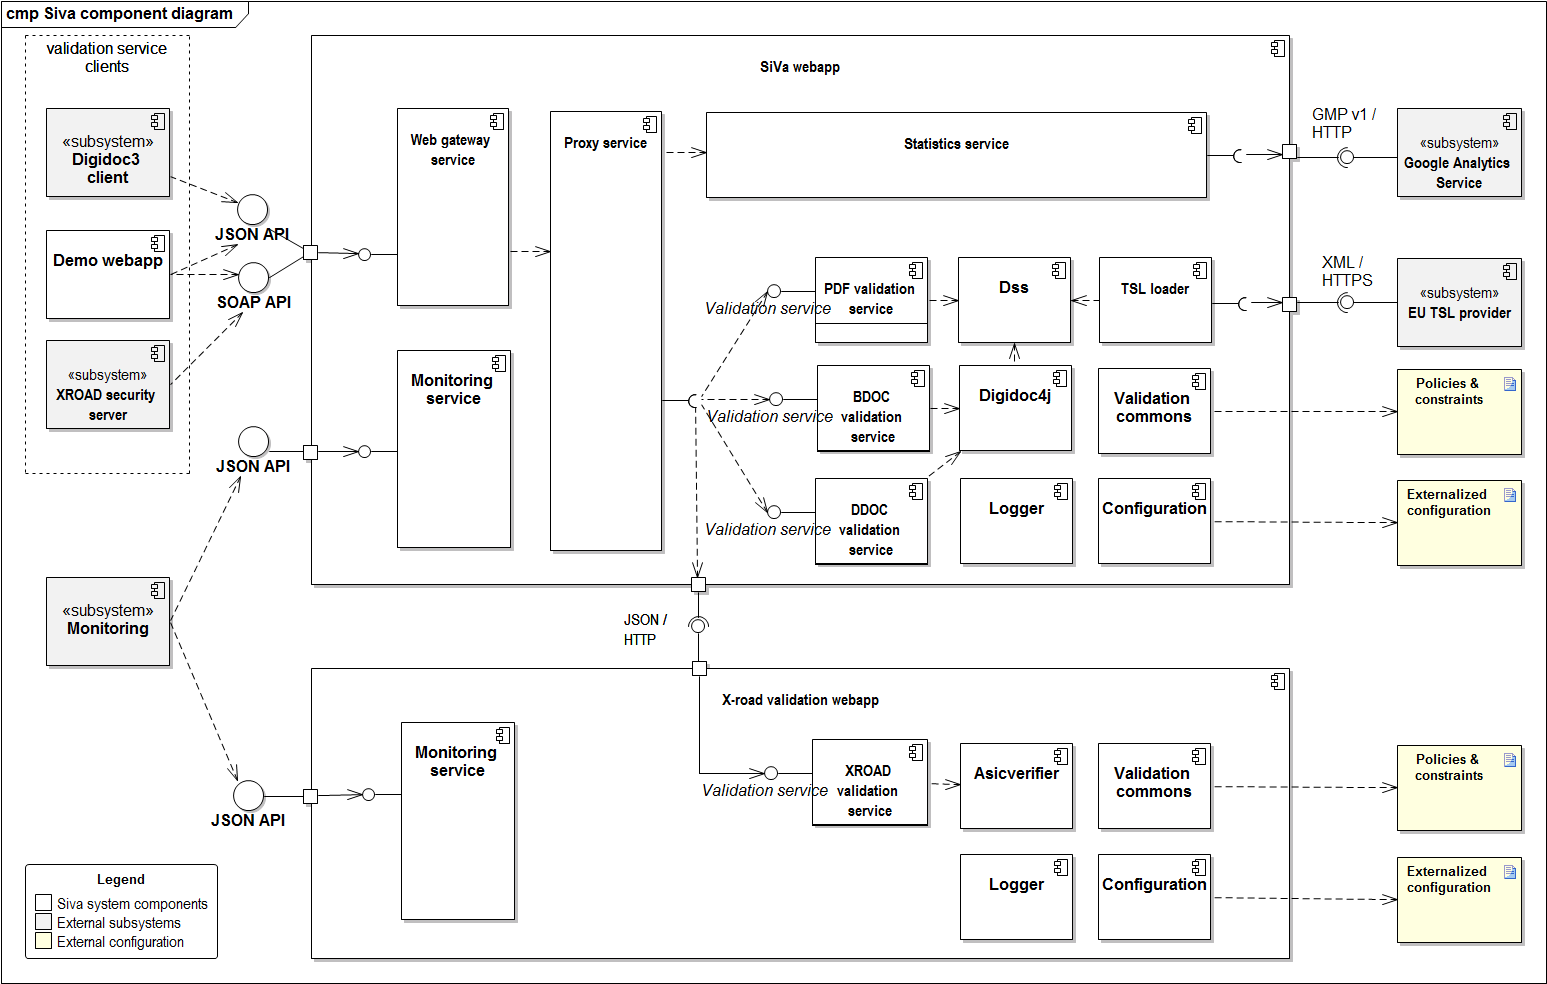 cmp Siva component diagram
validation service
clients
«subsystem»
Digidoc3
client
Demo webapp
«subsystem»
XROAD security
server
JSON API
SOAP API
JSON API
«subsystem»
Monitoring
JSON API
SiVa webapp
Web gateway
service
Monitoring
service
Proxy service
Statistics service
Validation service
PDF validation
service
Dss
TSL loader
Validation service
BDOC
validation
service
Digidoc4j
Validation
commons
Validation service
DDOC
validation
service
Logger
Configuration
GMP v1 /
HTTP
«subsystem»
Google Analytics
Service
XML /
HTTPS
«subsystem»
EU TSL provider
Policies &
constraints
Externalized
configuration
JSON /
HTTP
X-road validation webapp
Monitoring
service
Validation service
XROAD
validation
service
Asicverifier
Validation
commons
Logger
Configuration
Policies &
constraints
Externalized
configuration
Legend
Siva system components
External subsystems
External configuration